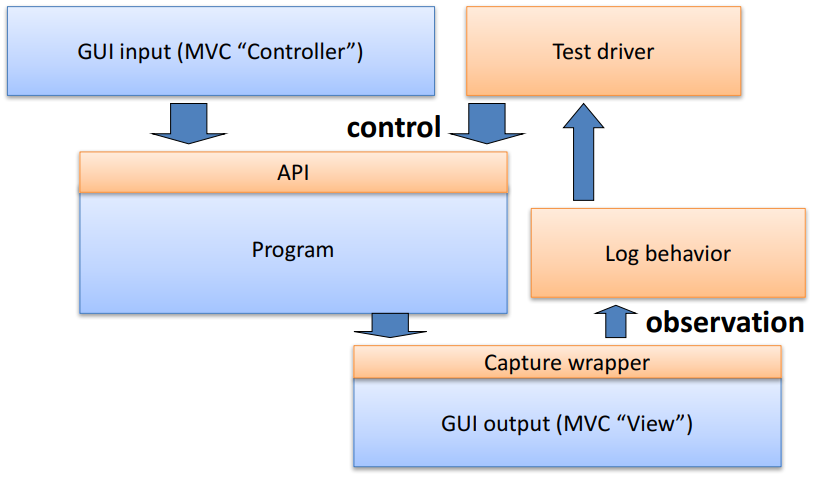 GUI input (MVC “Controller”)
Test driver
control
API
Program
Log behavior
observation
Capture wrapper
GUI output (MVC “View”)